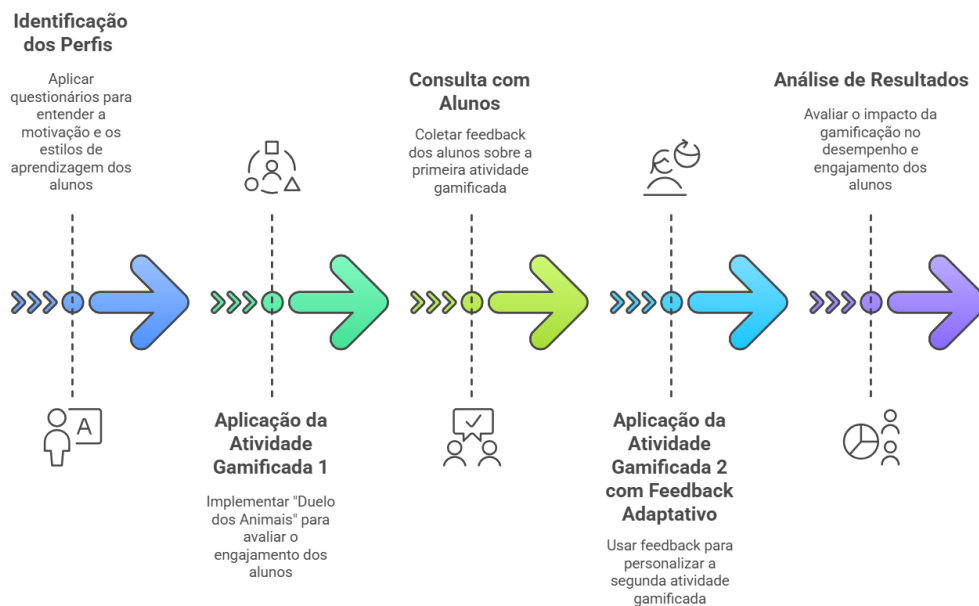 Identificação
dos Perfis
Aplicar
questionários para
entender a
motivação e os
estilos de
aprendizagem dos
alunos
A
Aplicação da
Atividade
Gamificada 1
Implementar "Duelo
dos Animais" para
avaliar o
engajamento dos
alunos
Consulta com
Alunos
Coletar feedback
dos alunos sobre a
primeira atividade
gamificada
Aplicação da
Atividade
Gamificada 2
com Feedback
Adaptativo
Usar feedback para
personalizar a
segunda atividade
gamificada
Análise de Resultados
Avaliar o impacto da
gamificação no
desempenho e
engajamento dos
alunos